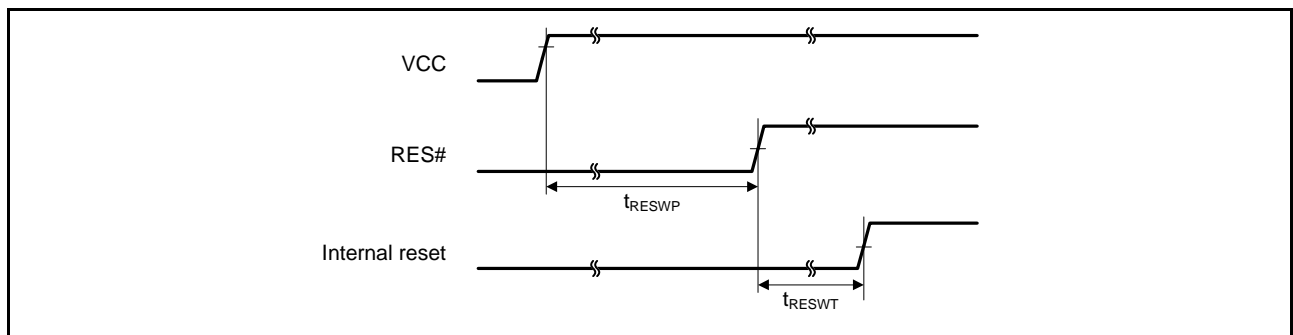 VCC
RES#
tRESWP
Internal reset
tRESWT